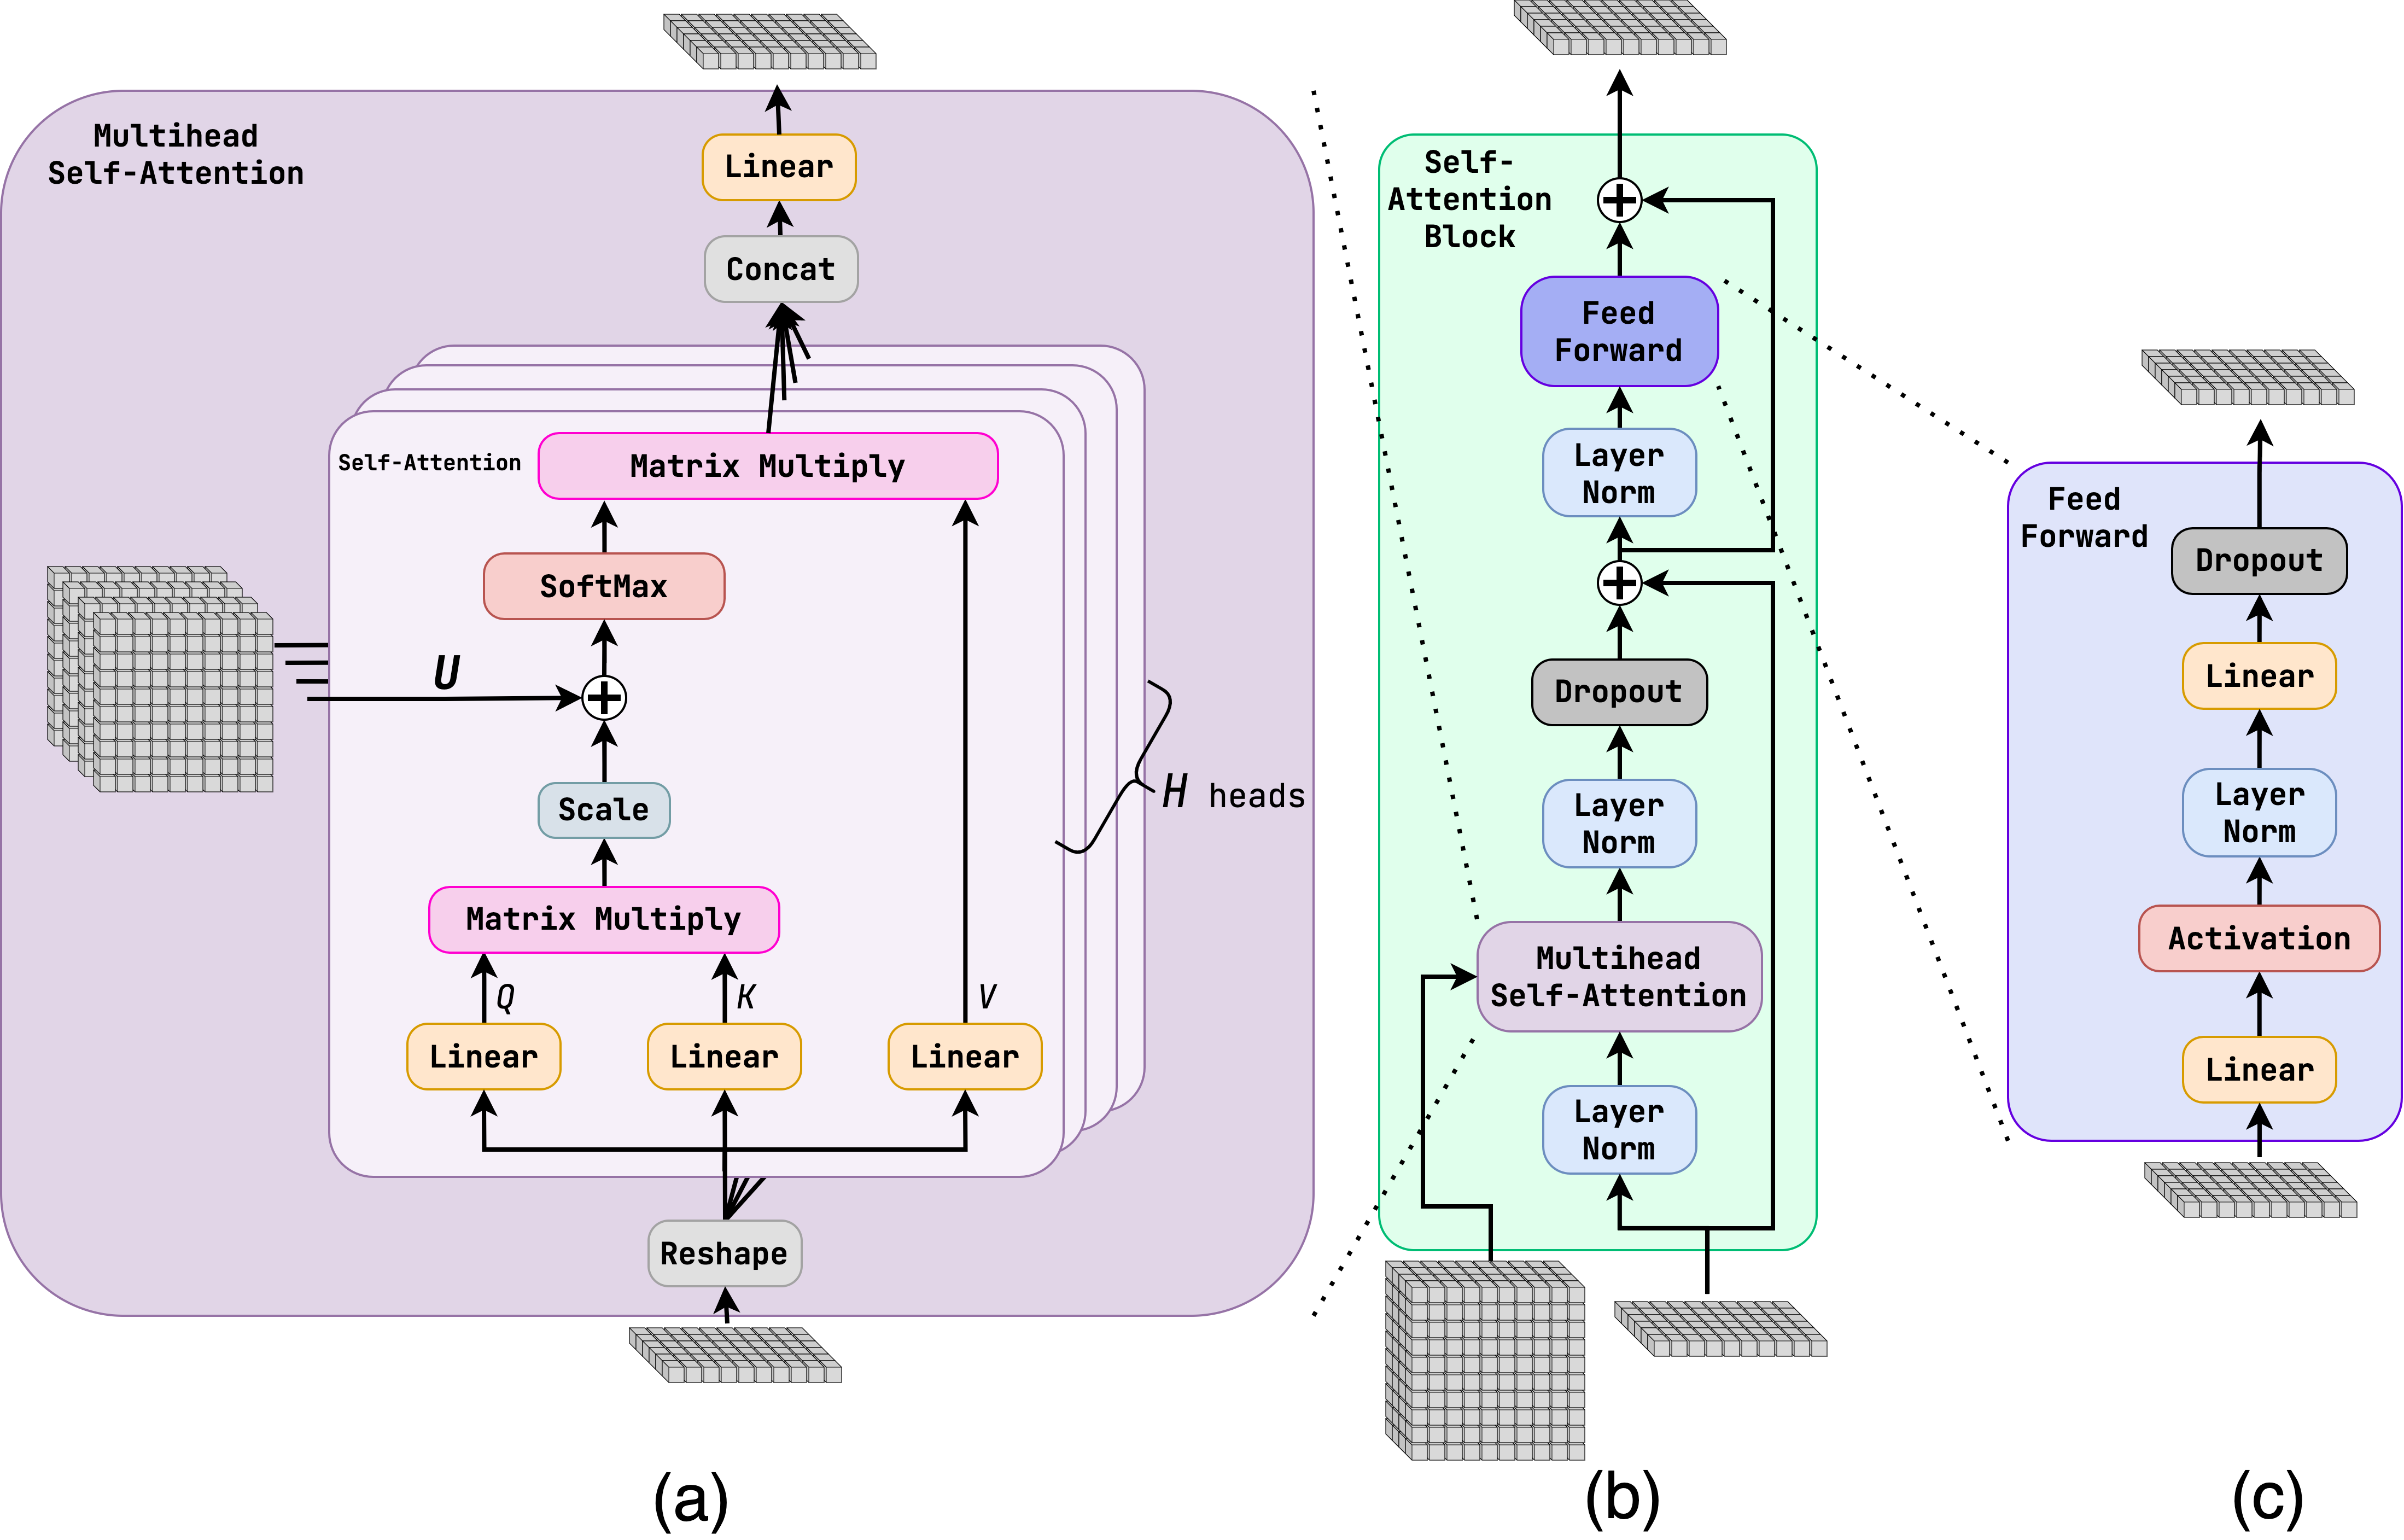 Multihead
Self-Attention
Linear
Concat
Self-Attention
Matrix Multiply
SoftMax
U
Scale
H heads
Matrix Multiply
Q
K
V
Linear
Linear
Linear
Reshape
(a)
Self-
Attention
Block
Feed
Forward
Layer
Norm
Dropout
Layer
Norm
Multihead
Self-Attention
Layer
Norm
(b)
Feed
Forward
Dropout
Linear
Layer
Norm
Activation
Linear
(c)